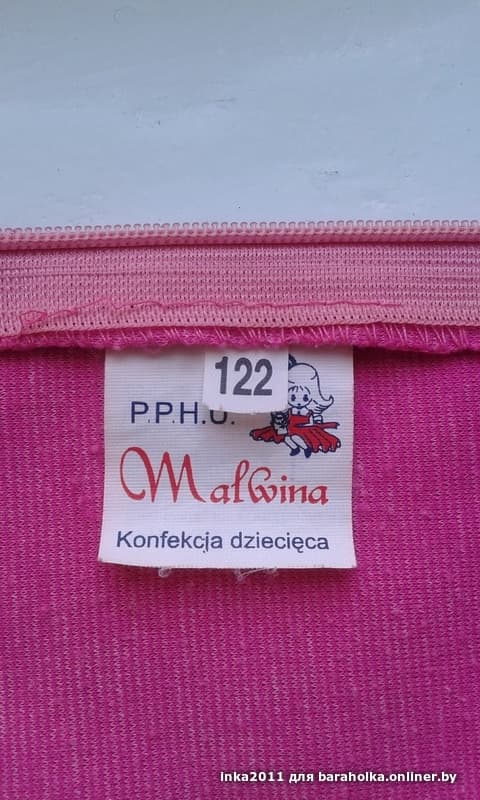 122
P.P.H.U.
Malwina
Konfekcja dziecięca
inka2011 для baraholka.onliner.by